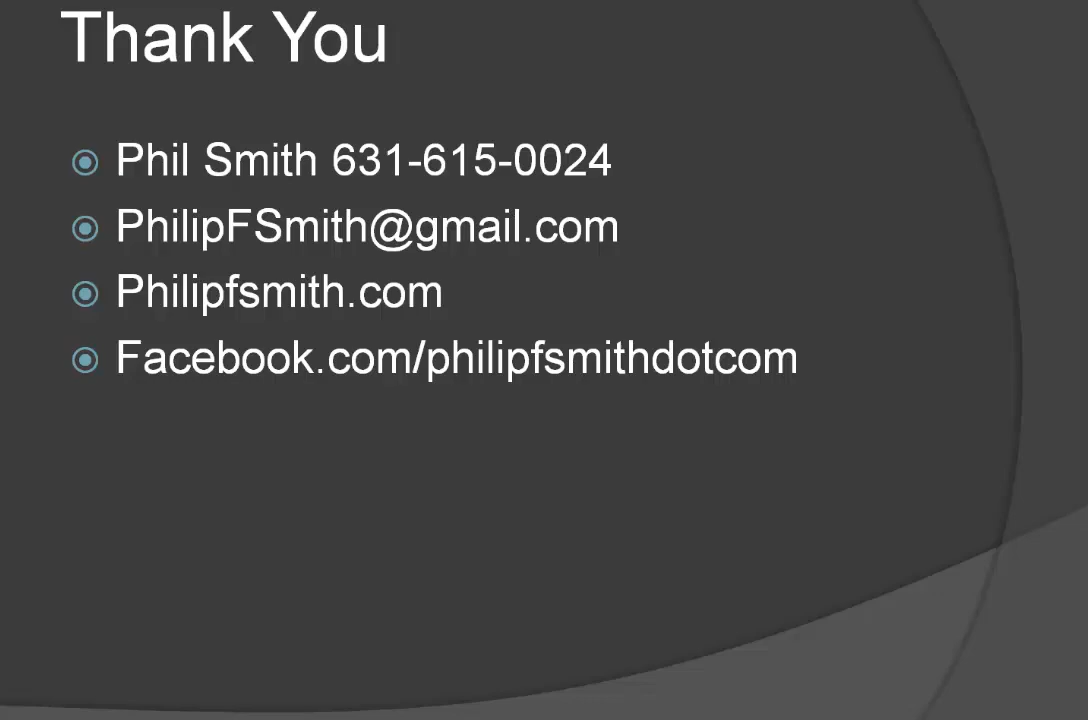 Thank You
Phil Smith 631-615-0024
PhilipFSmith@gmail.com
Philipfsmith.com
Facebook.com/philipfsmithdotcom